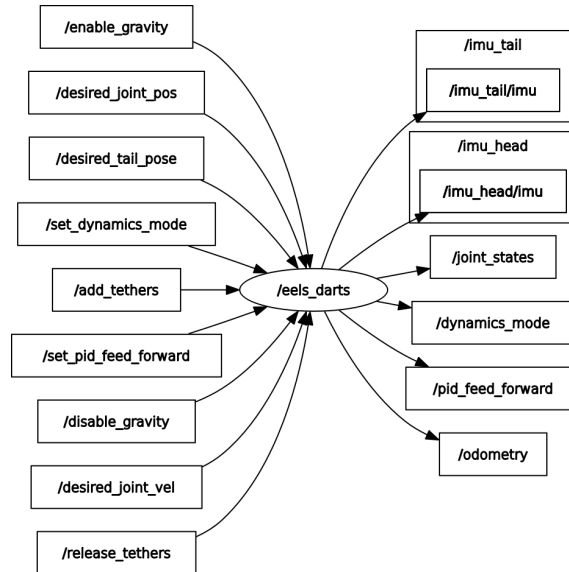 /enable_gravity
/desired_joint_pos
/desired_tail_pose
/set_dynamics_mode
/add_tethers
/set_pid_feed_forward
/disable_gravity
/desired_joint_vel
/release_tethers
/eels_darts
/imu_tail
/imu_tail/imu
/imu_head
/imu_head/imu
/joint_states
/dynamics_mode
/pid_feed_forward
/odometry